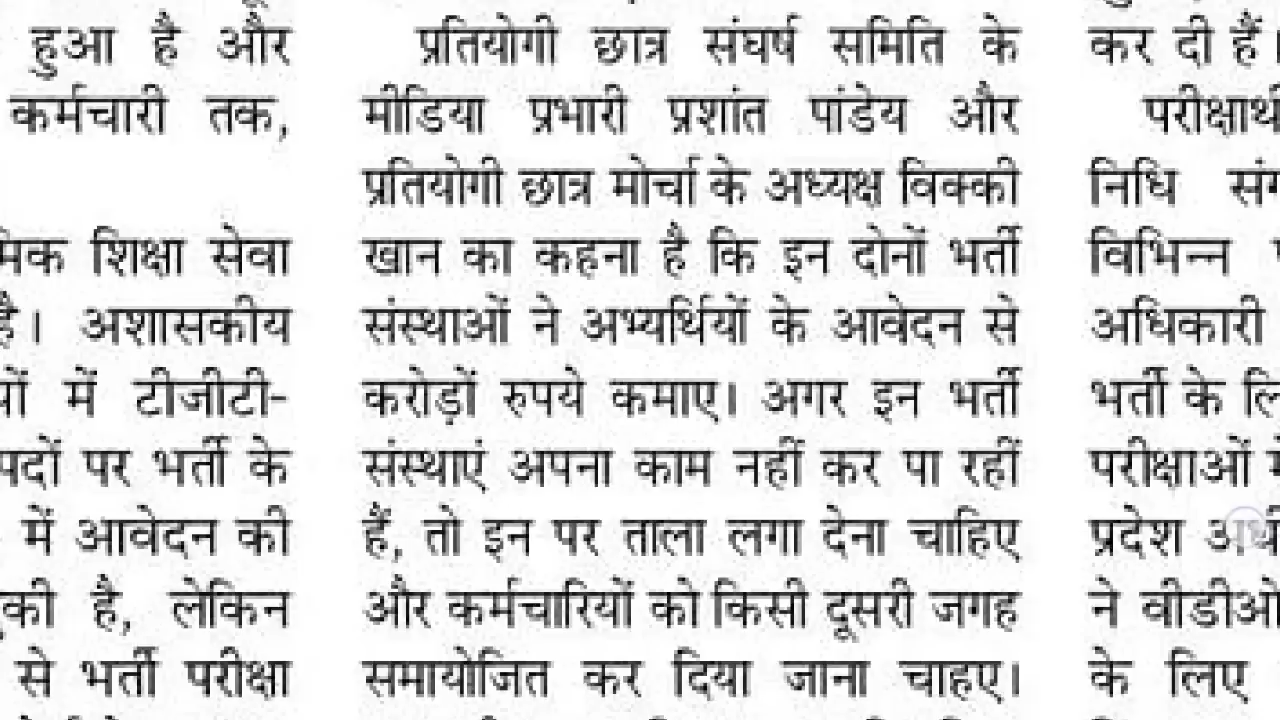 हुआ है और
कर्मचारी तक,
शिक्षा सेवा
है। अशासकीय
में टीजीटी-
पदों पर भर्ती के
में आवेदन की
है, लेकिन
से भर्ती परीक्षा
प्रतियोगी छात्र संघर्ष समिति के
मीडिया प्रभारी प्रशांत पांडेय और
प्रतियोगी छात्र मोर्चा के अध्यक्ष विक्की
खान का कहना है कि इन दोनों भर्ती
संस्थाओं ने अभ्यर्थियों के आवेदन से
करोड़ों रुपये कमाए। अगर इन भर्ती
संस्थाएं अपना काम नहीं कर पा रहीं
हैं, तो इन पर ताला लगा देना चाहिए
और कर्मचारियों को किसी दूसरी जगह
समायोजित कर दिया जाना चाहए।
कर दी हैं।
निधि
विभिन्न
अधिकारी
भर्ती के
परीक्षाओं
प्रदेश
ने वीडीओ
के लिए